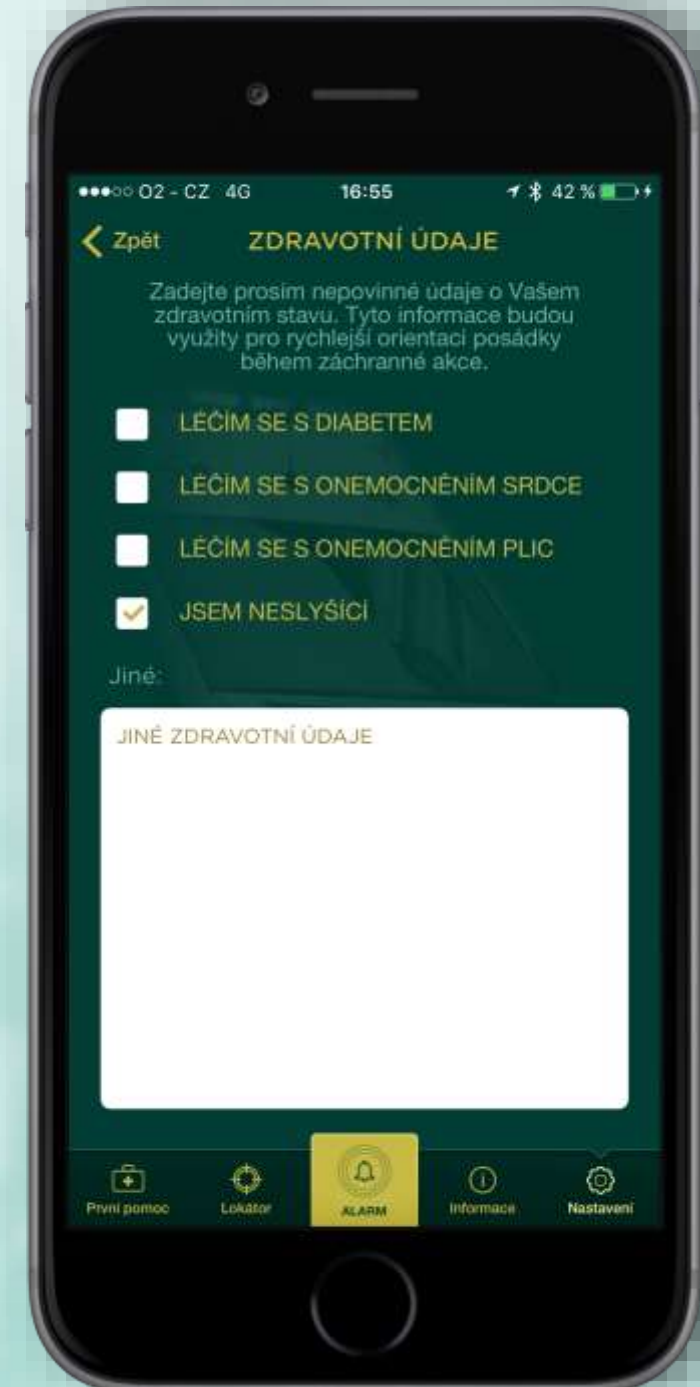 O2 - CZ 4G 16:55 42 %
Zpět ZDRAVOTNÍ ÚDAJE
Zadejte prosím nepovinné údaje o Vašem
zdravotním stavu. Tyto informace budou
využity pro rychlejší orientaci posádky
během záchranné akce.
LÉČÍM SE S DIABETEM
LÉČÍM SE S ONEMOCNĚNÍM SRDCE
LÉČÍM SE S ONEMOCNĚNÍM PLIC
JSEM NESLYŠÍCÍ
Jiné:
JINÉ ZDRAVOTNÍ ÚDAJE
První pomoc Lokátor ALARM Informace Nastavení